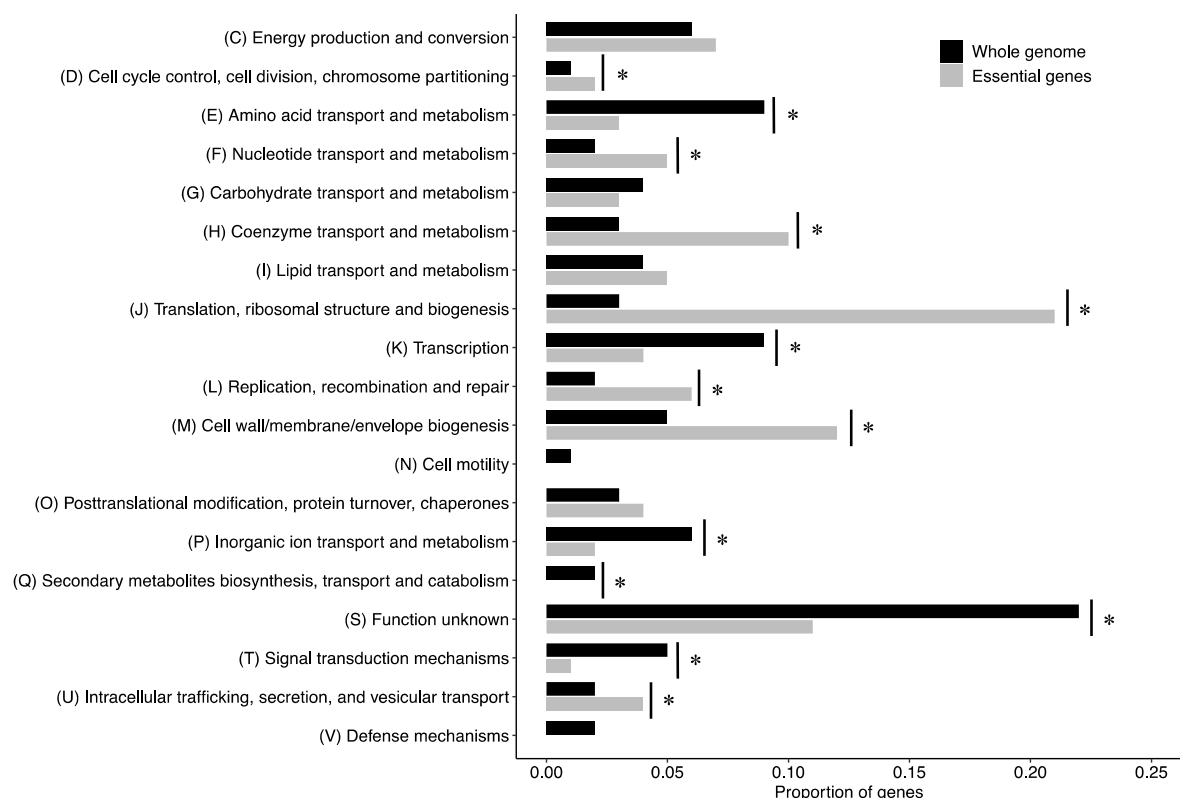 (C) Energy production and conversion
Whole genome
Essential genes
(D) Cell cycle control, cell division, chromosome partitioning
*
(E) Amino acid transport and metabolism
*
(F) Nucleotide transport and metabolism
*
(G) Carbohydrate transport and metabolism
(H) Coenzyme transport and metabolism
*
(I) Lipid transport and metabolism
(J) Translation, ribosomal structure and biogenesis
*
(K) Transcription
*
(L) Replication, recombination and repair
*
(M) Cell wall/membrane/envelope biogenesis
*
(N) Cell motility
(O) Posttranslational modification, protein turnover, chaperones
(P) Inorganic ion transport and metabolism
*
(Q) Secondary metabolites biosynthesis, transport and catabolism
*
(S) Function unknown
*
(T) Signal transduction mechanisms
*
(U) Intracellular trafficking, secretion, and vesicular transport
*
(V) Defense mechanisms
0.00 0.05 0.10 0.15 0.20 0.25
Proportion of genes